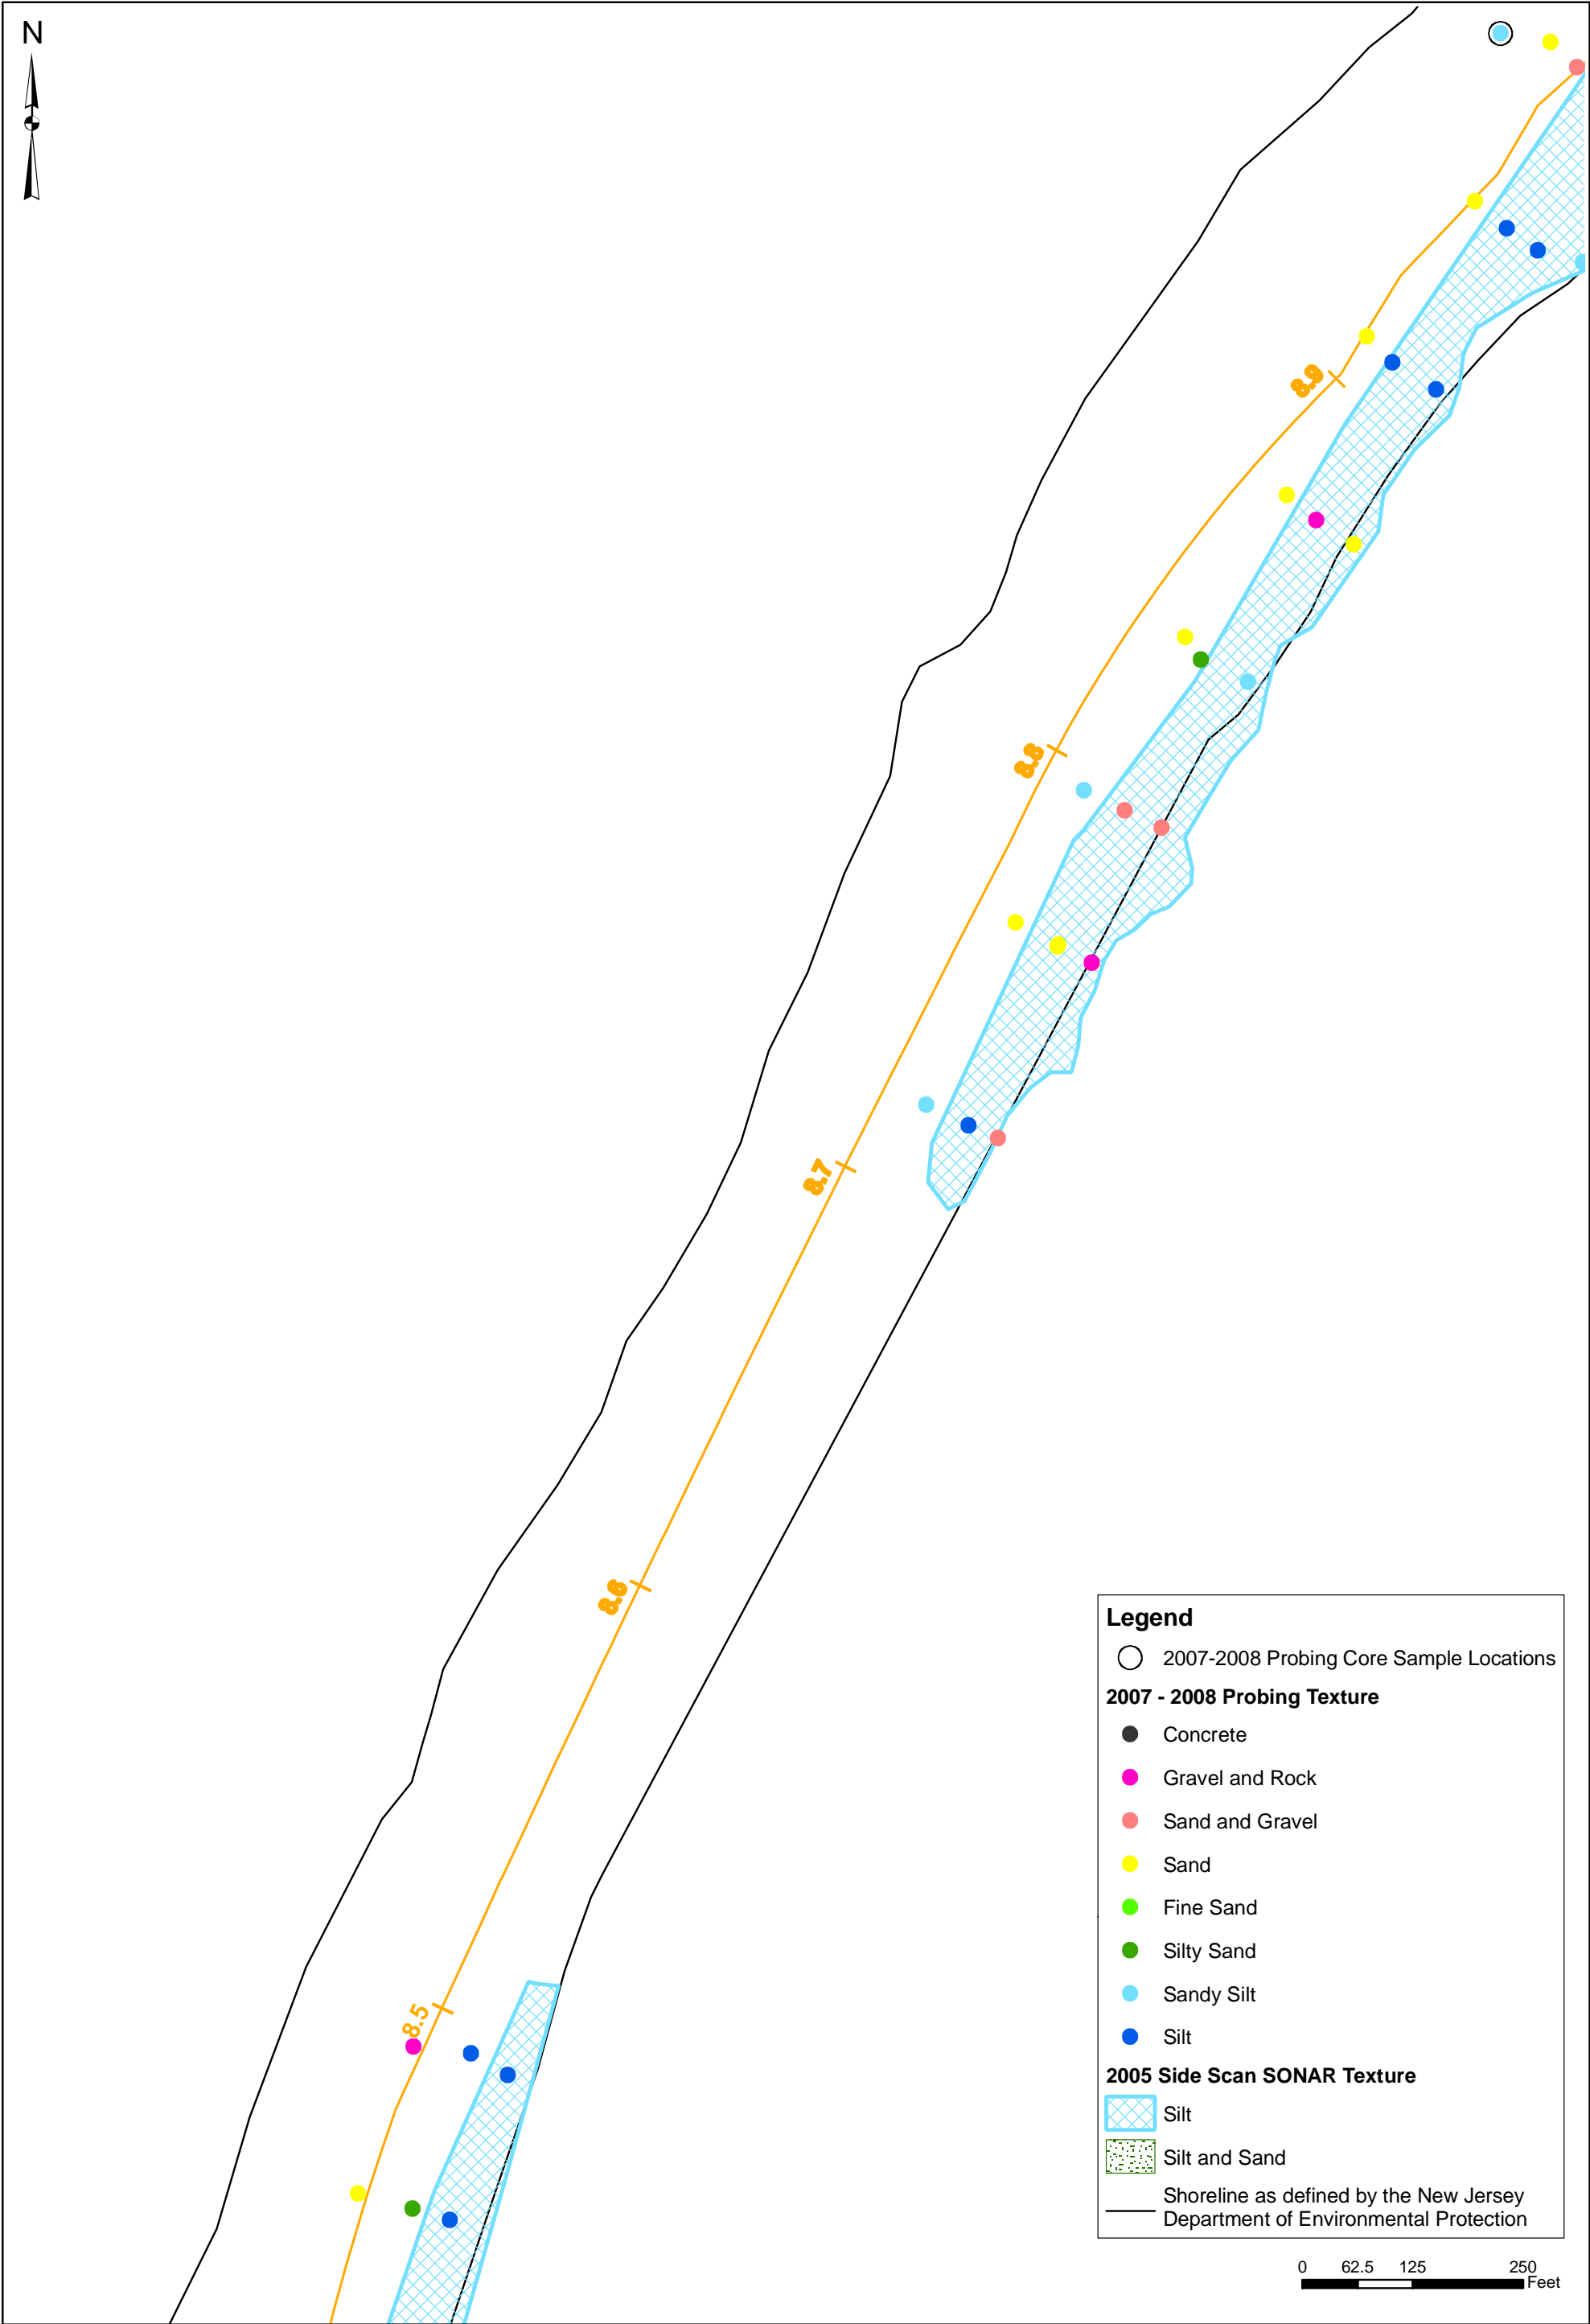 N
8.9
8.8
8.7
8.6
8.5
Legend
2007-2008 Probing Core Sample Locations
2007 - 2008 Probing Texture
Concrete
Gravel and Rock
Sand and Gravel
Sand
Fine Sand
Silty Sand
Sandy Silt
Silt
2005 Side Scan SONAR Texture
Silt
Silt and Sand
Shoreline as defined by the New Jersey
Department of Environmental Protection
0 62.5 125 250
Feet